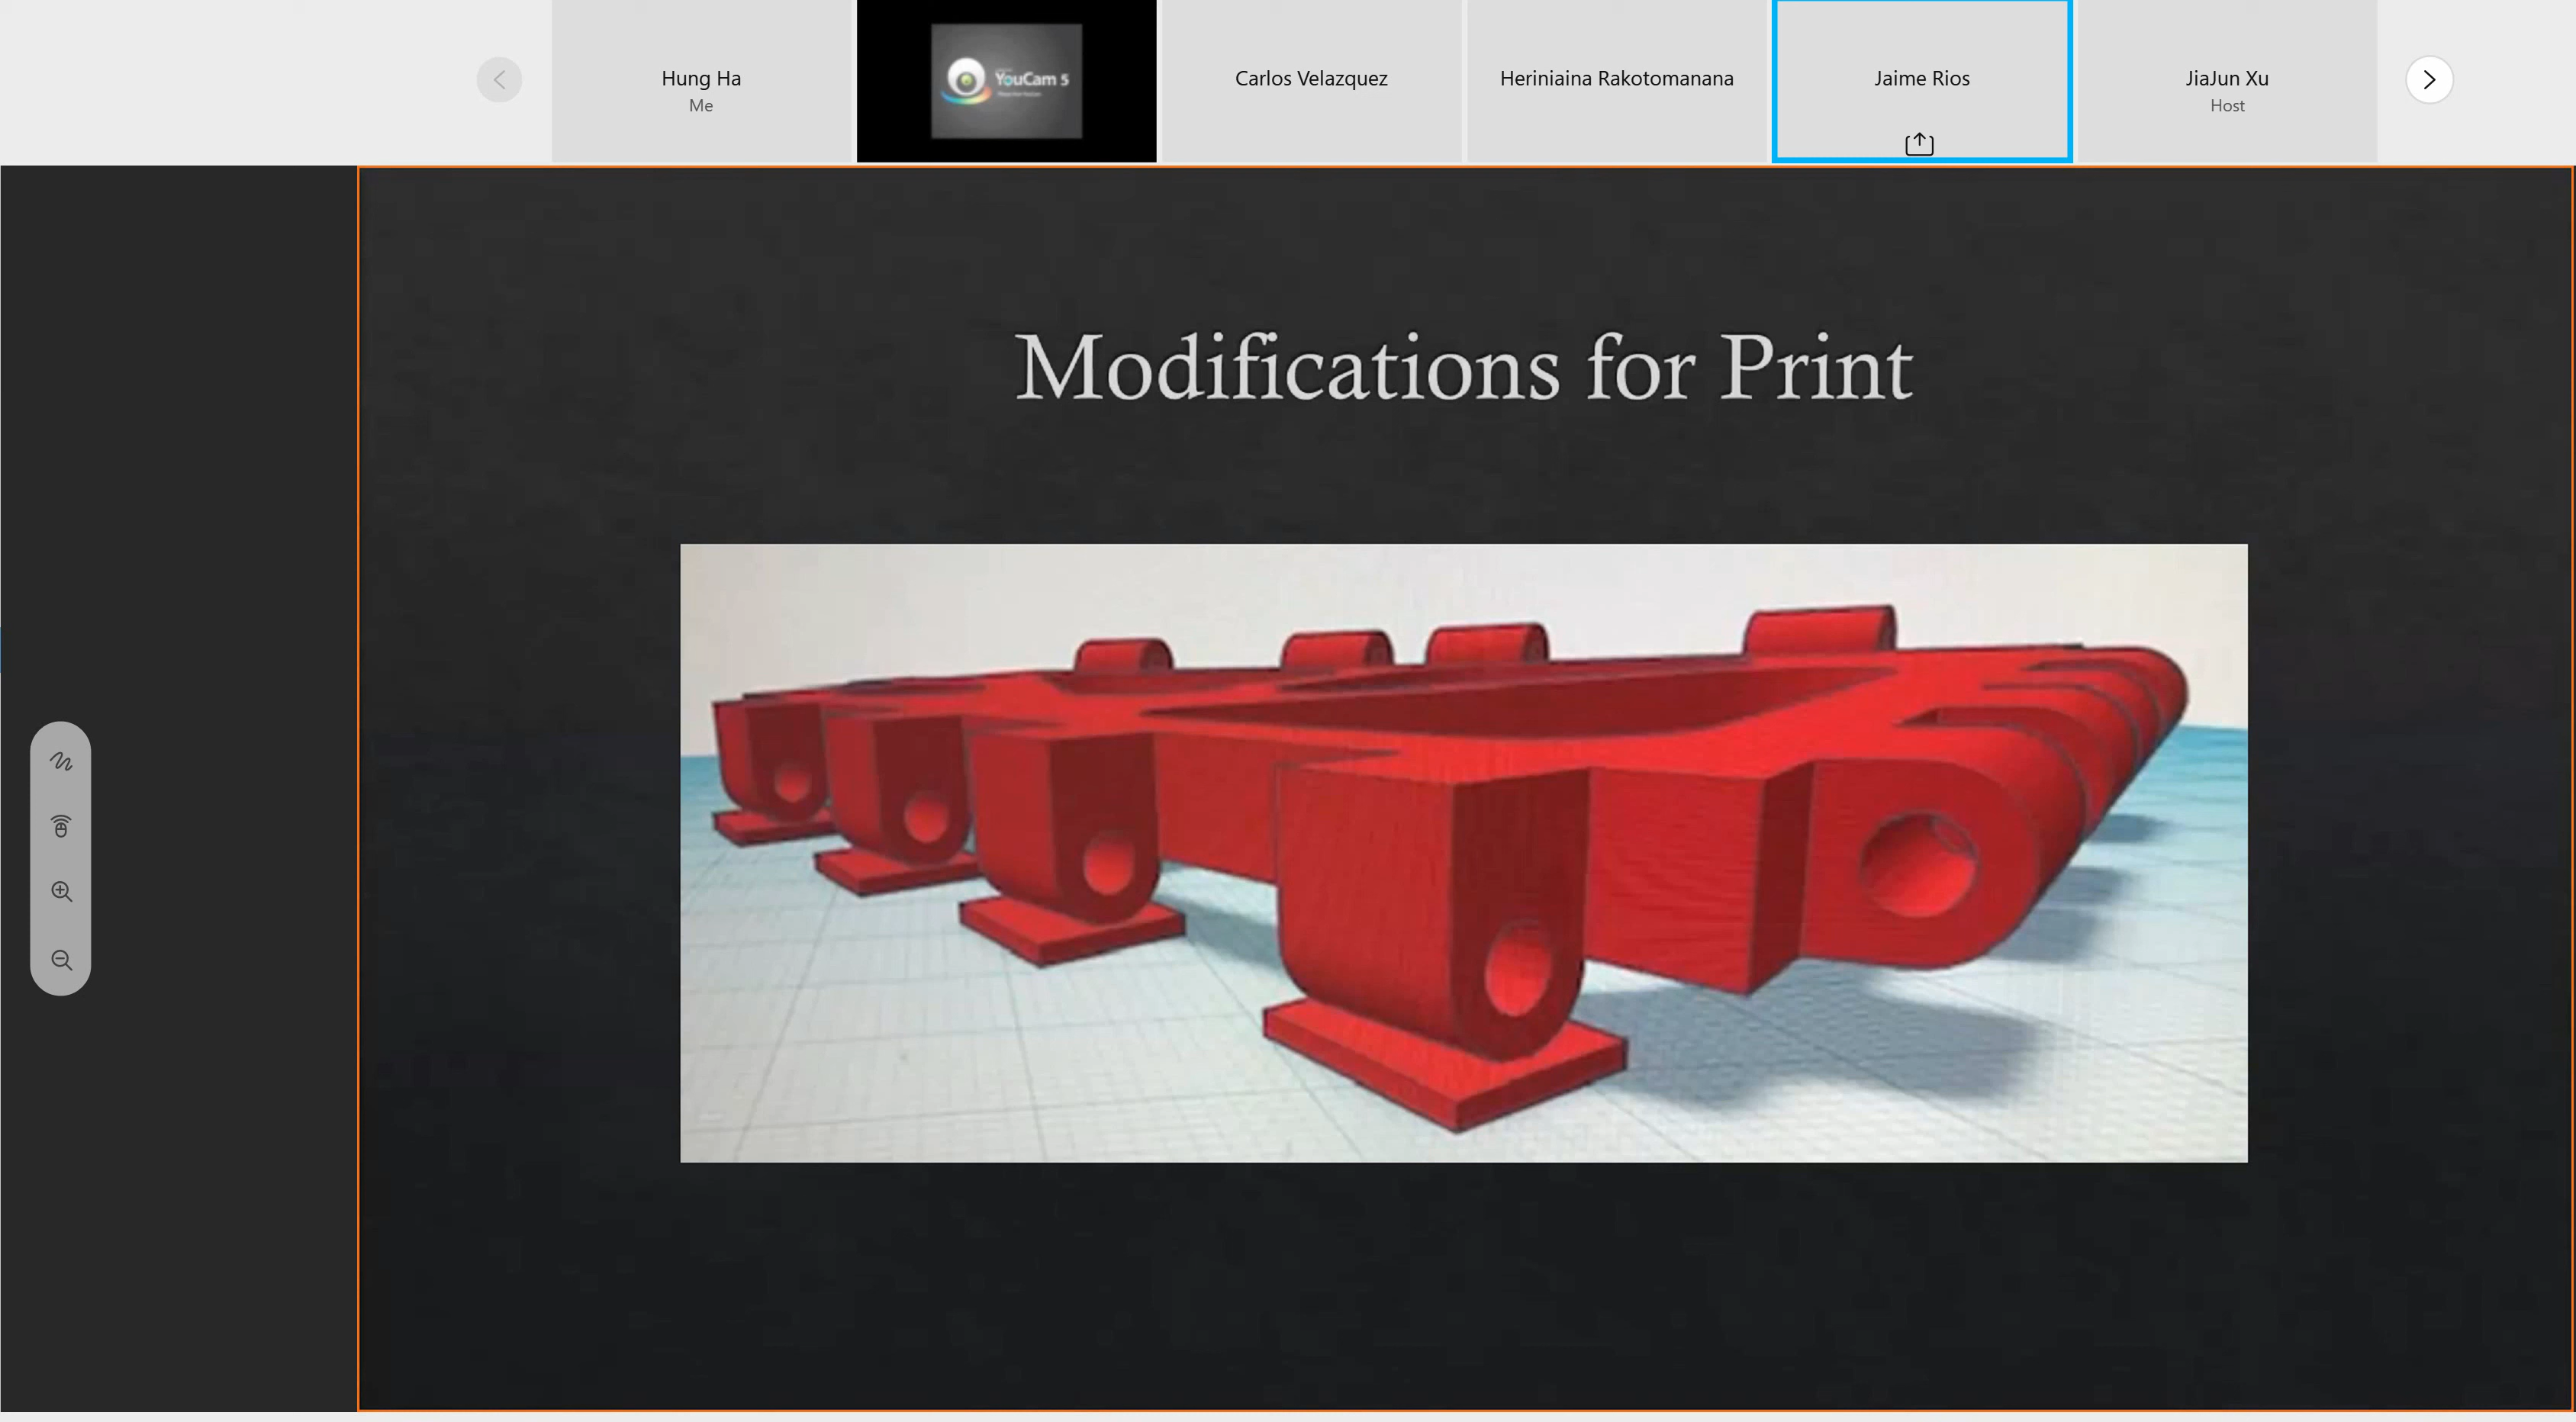 Hung Ha
Me
YouCam 5
Carlos Velazquez
Heriniaina Rakotomanana
Jaime Rios
JiaJun Xu
Host
Modifications for Print